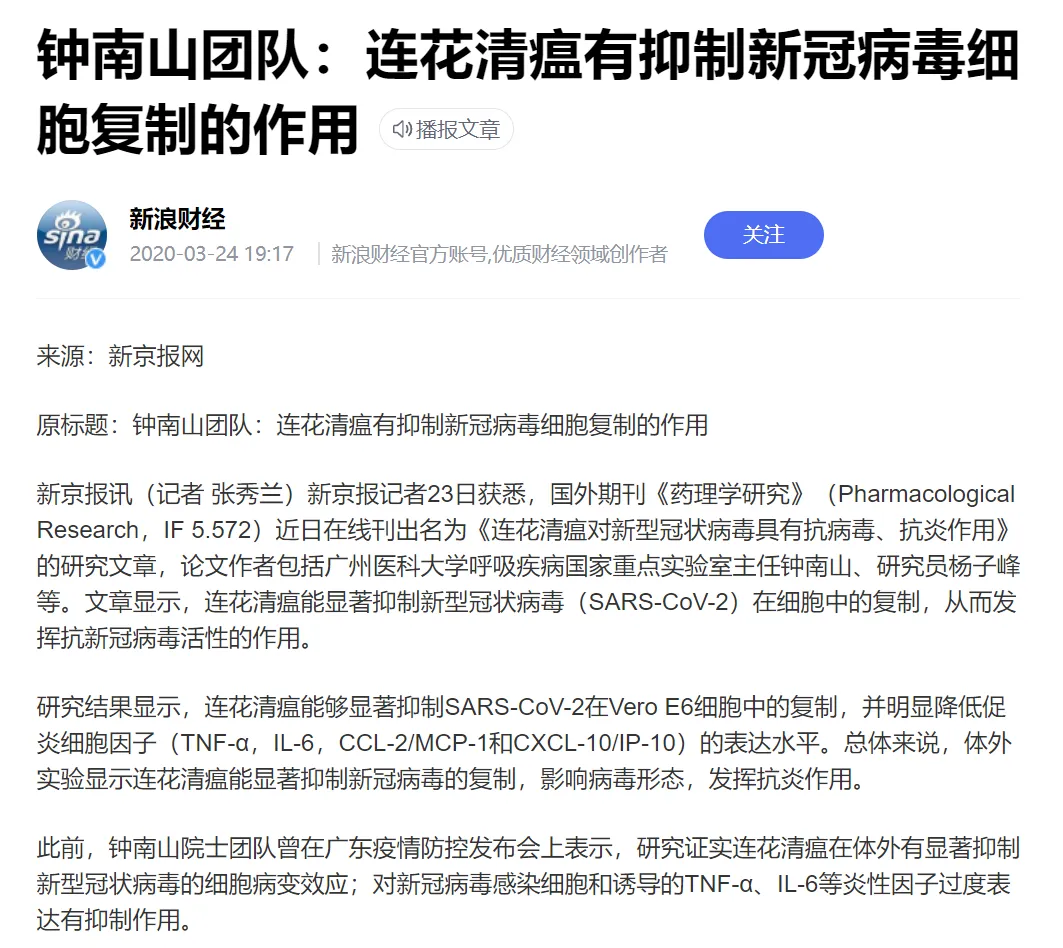 钟南山团队：连花清瘟有抑制新冠病毒细
胞复制的作用
播报文章
sina
财经
新浪财经
2020-03-24 19:17
新浪财经官方账号,优质财经领域创作者
关注
来源：新京报网
原标题：钟南山团队：连花清瘟有抑制新冠病毒细胞复制的作用
新京报讯（记者 张秀兰）新京报记者23日获悉，国外期刊《药理学研究》（Pharmacological
Research，IF 5.572）近日在线刊出名为《连花清瘟对新型冠状病毒具有抗病毒、抗炎作用》
的研究文章，论文作者包括广州医科大学呼吸疾病国家重点实验室主任钟南山、研究员杨子峰
等。文章显示，连花清瘟能显著抑制新型冠状病毒（SARS-CoV-2）在细胞中的复制，从而发
挥抗新冠病毒活性的作用。
研究结果显示，连花清瘟能够显著抑制SARS-CoV-2在Vero E6细胞中的复制，并明显降低促
炎细胞因子（TNF-α，IL-6，CCL-2/MCP-1和CXCL-10/IP-10）的表达水平。总体来说，体外
实验显示连花清瘟能显著抑制新冠病毒的复制，影响病毒形态，发挥抗炎作用。
此前，钟南山院士团队曾在广东疫情防控发布会上表示，研究证实连花清瘟在体外有显著抑制
新型冠状病毒的细胞病变效应；对新冠病毒感染细胞和诱导的TNF-α、IL-6等炎性因子过度表
达有抑制作用。